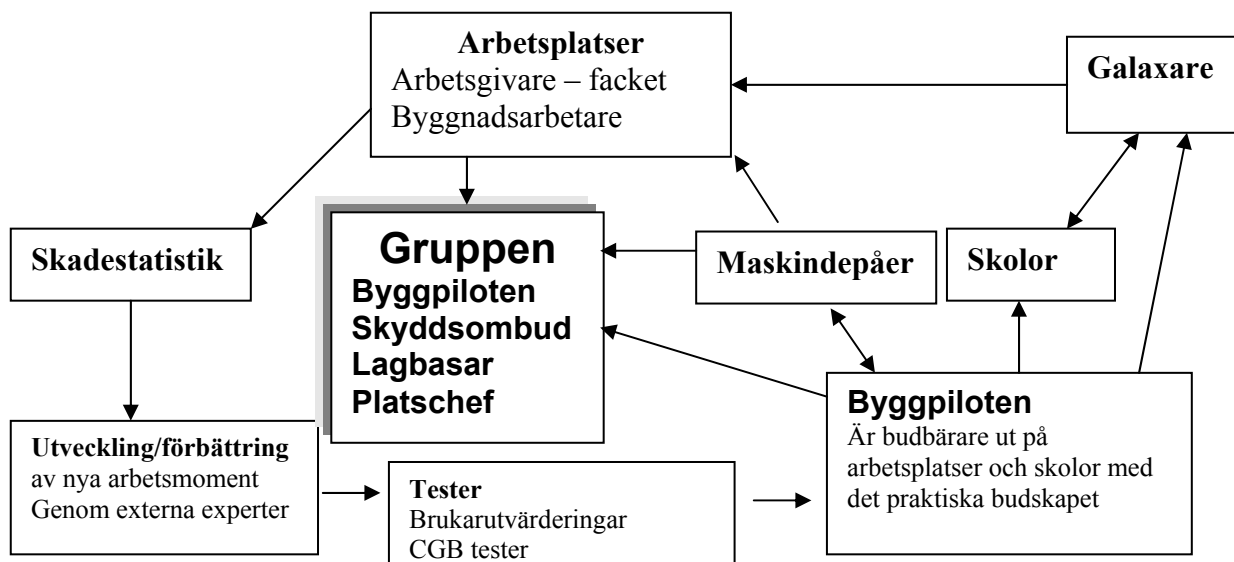 Arbetsplatser
Arbetsgivare – facket
Byggnadsarbetare
Galaxare
Skadestatistik
Gruppen
Byggpiloten
Skyddsombud
Lagbasar
Platschef
Maskindepåer
Skolor
Utveckling/förbättring
av nya arbetsmoment
Genom externa experter
Tester
Brukarutvärderingar
CGB tester
Byggpiloten
Är budbärare ut på
arbetsplatser och skolor med
det praktiska budskapet